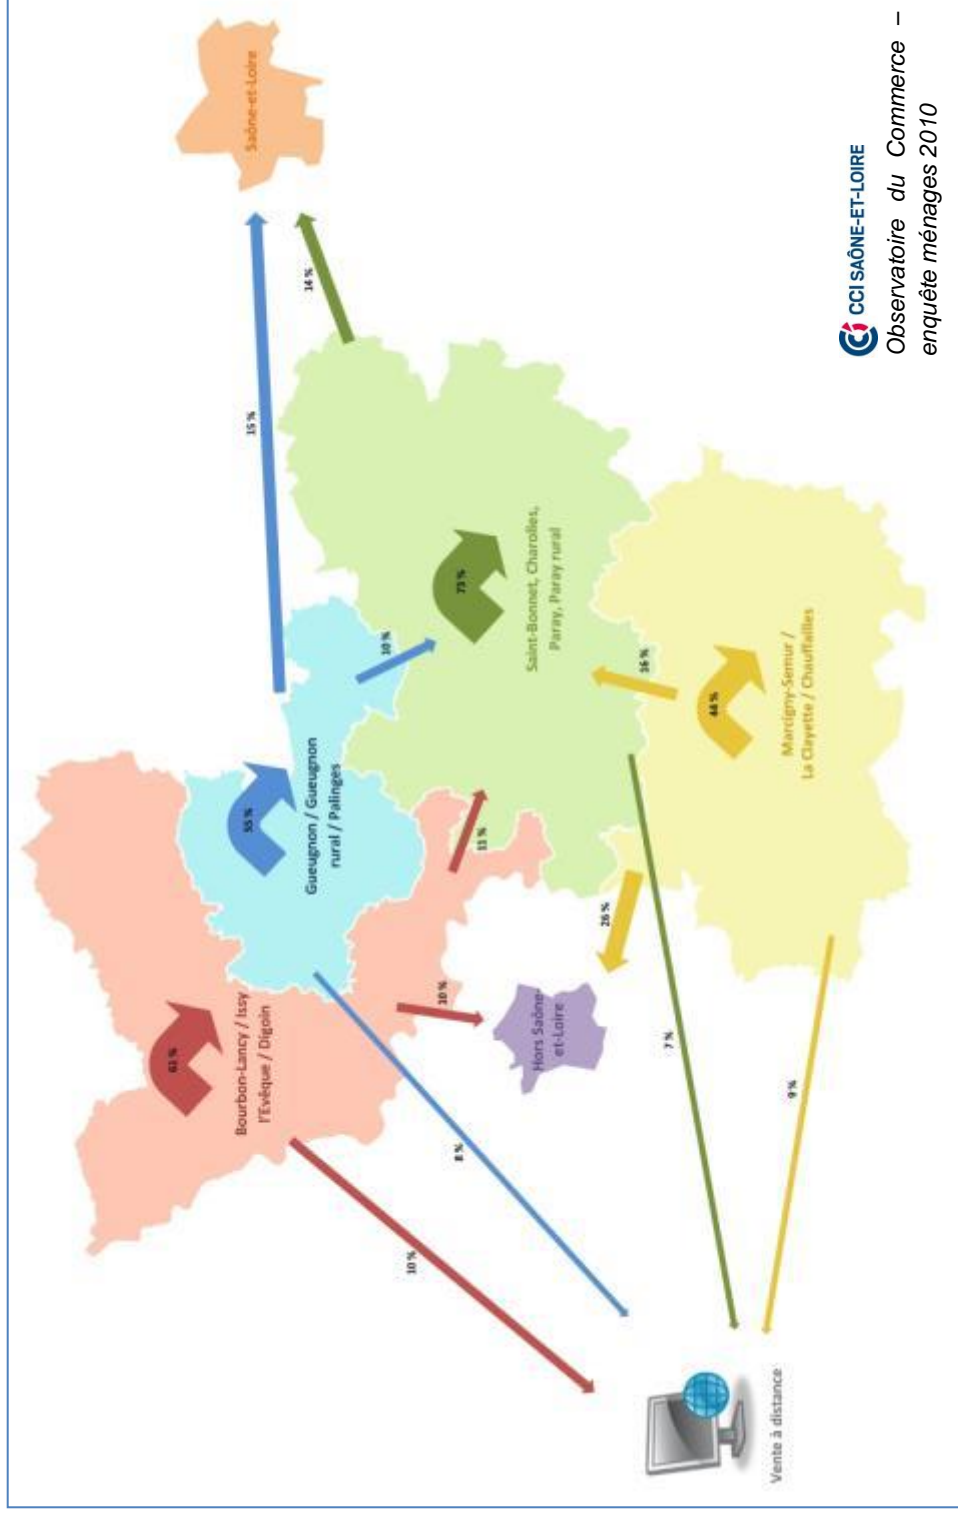 Saône-et-Loire
15 %
14 %
10 %
55 %
Gueugnon / Gueugnon
rural / Palinges
73 %
Saint-Bonnet, Charolles,
Paray, Paray rural
11 %
16 %
44 %
Marcigny-Semur /
La Clayette / Chauffailles
26 %
Bourbon-Lancy / Issy
l'Evêque / Digoin
10 %
Hors Saône-
et-Loire
10 %
8 %
7 %
9 %
Vente à distance
CCI SAÔNE-ET-LOIRE
Observatoire du Commerce –
enquête ménages 2010